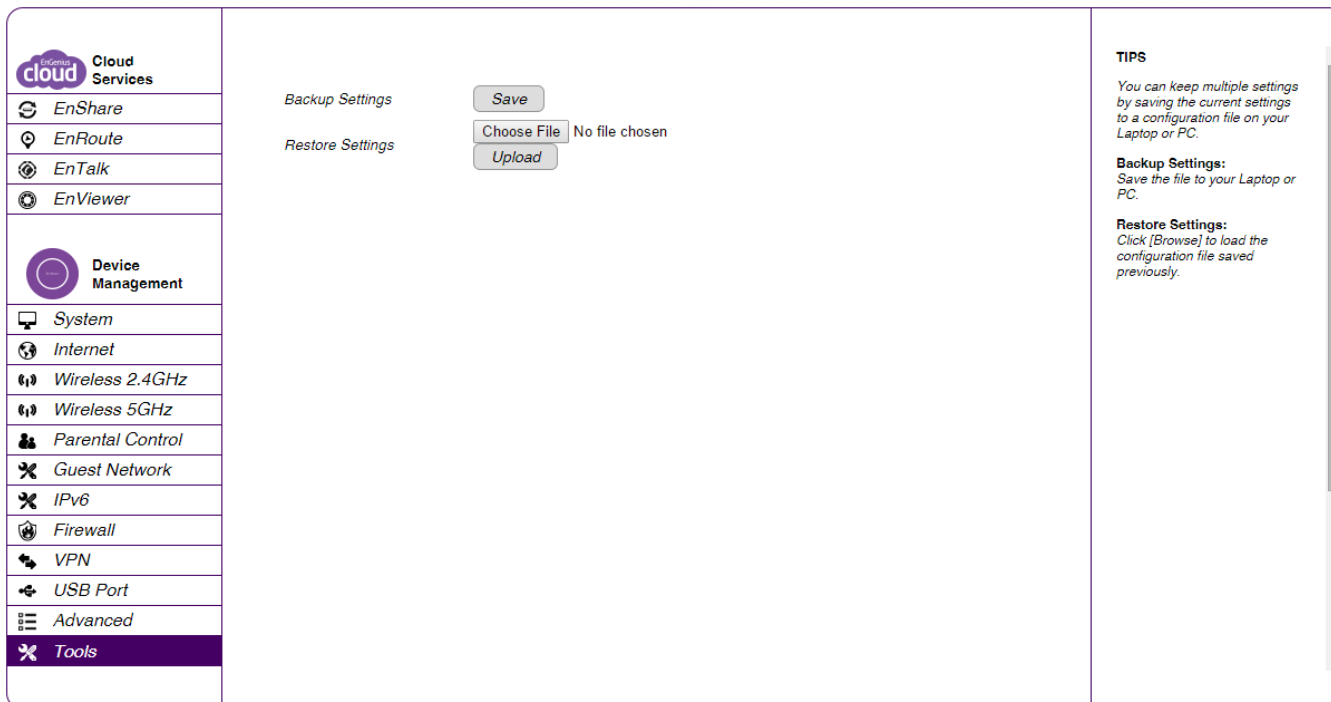 EnGenius
cloud
Cloud
Services
EnShare
EnRoute
EnTalk
EnViewer
Device
Management
System
Internet
Wireless 2.4GHz
Wireless 5GHz
Parental Control
Guest Network
IPv6
Firewall
VPN
USB Port
Advanced
Tools
Backup Settings Save
Choose File No file chosen
Restore Settings
Upload
TIPS
You can keep multiple settings
by saving the current settings
to a configuration file on your
Laptop or PC.
Backup Settings:
Save the file to your Laptop or
PC.
Restore Settings:
Click [Browse] to load the
configuration file saved
previously.